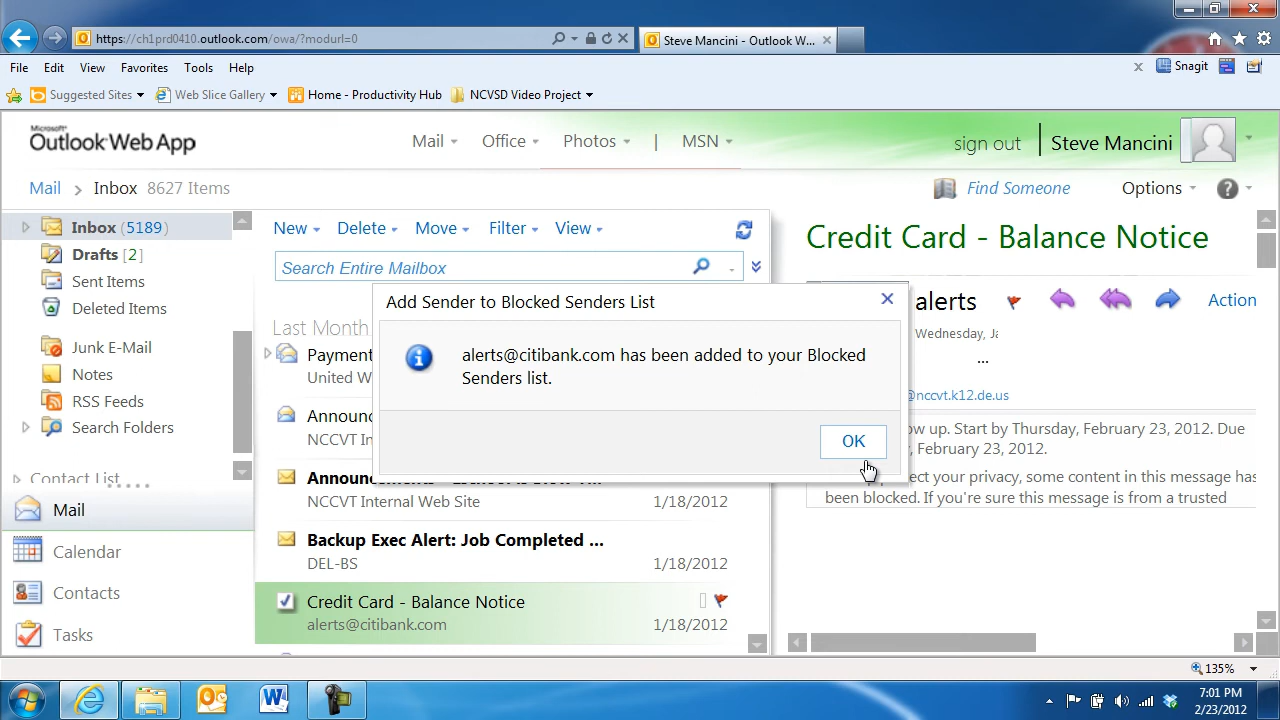 https://ch1prd0410.outlook.com/owa/?modurl=0
Steve Mancini - Outlook W...
File Edit View Favorites Tools Help
x Snagit
Suggested Sites Web Slice Gallery Home - Productivity Hub NCVSD Video Project
Microsoft
Outlook Web App
Mail Office Photos | MSN
sign out Steve Mancini
Mail > Inbox 8627 Items
Find Someone Options
Inbox (5189)
Drafts [2]
Sent Items
Deleted Items
Junk E-Mail
Notes
RSS Feeds
Search Folders
Contact List
Mail
Calendar
Contacts
Tasks
New Delete Move Filter View
Search Entire Mailbox
Last Month
Payment
United W
Announc
NCCVT In
NCCVT Internal Web Site 1/18/2012
Backup Exec Alert: Job Completed ...
DEL-BS 1/18/2012
Credit Card - Balance Notice
alerts@citibank.com 1/18/2012
Add Sender to Blocked Senders List
alerts@citibank.com has been added to your Blocked
Senders list.
OK
Credit Card - Balance Notice
alerts Action
Wednesday, Ja
...
@nccvt.k12.de.us
ow up. Start by Thursday, February 23, 2012. Due
, February 23, 2012.
ect your privacy, some content in this message has
been blocked. If you're sure this message is from a trusted
135%
7:01 PM
2/23/2012